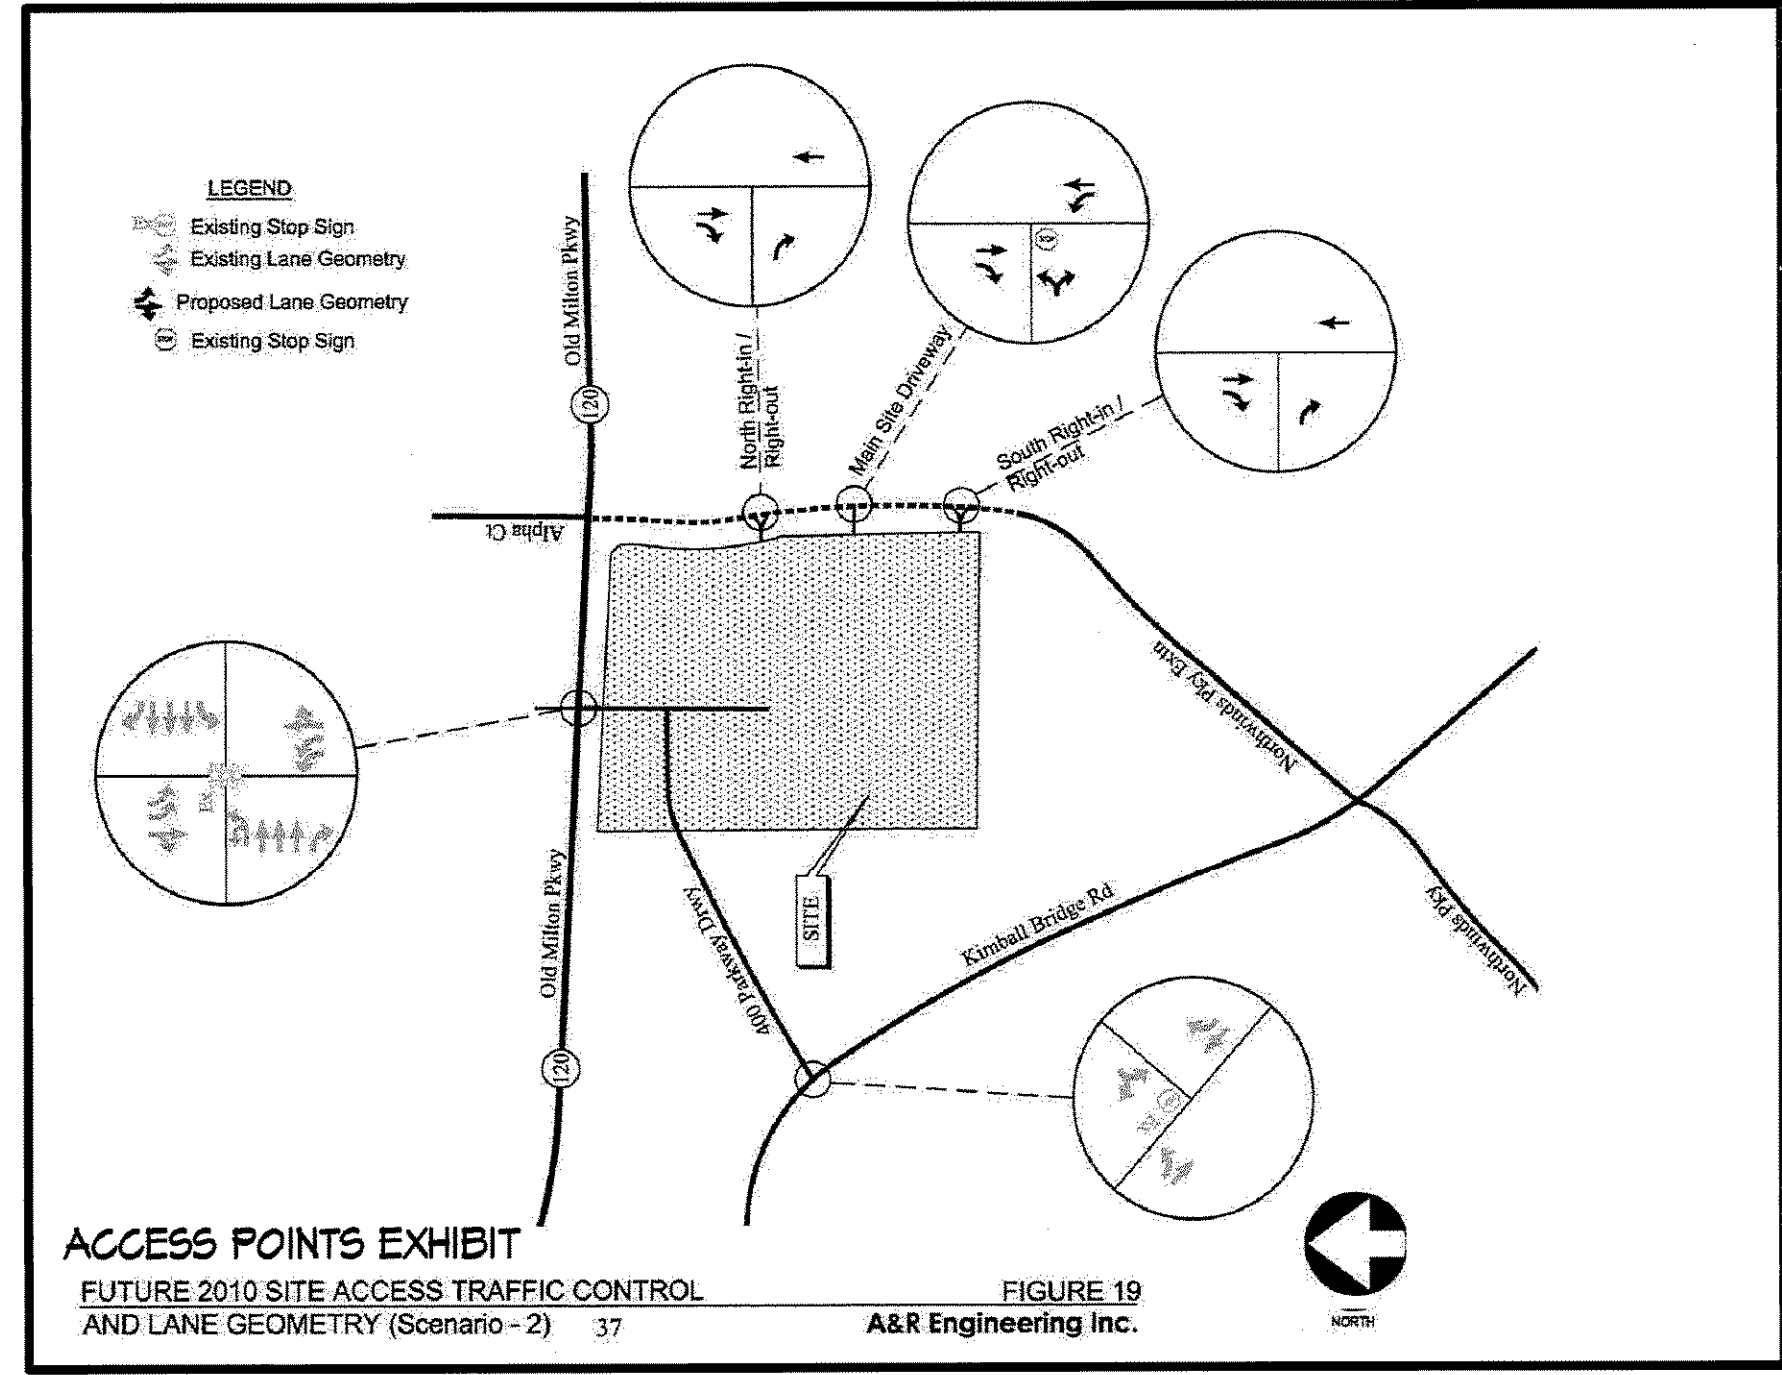 LEGEND
Existing Stop Sign
Existing Lane Geometry
Proposed Lane Geometry
Existing Stop Sign
Old Milton Pkwy
120
North Right-in /
Right-out
Main Site Driveway
South Right-in /
Right-out
Alpha Ct
Northwinds Pky Extn
EX
Old Milton Pkwy
400 Parkway Drwy
SITE
Kimball Bridge Rd
Northwinds Pky
120
EX
ACCESS POINTS EXHIBIT
FUTURE 2010 SITE ACCESS TRAFFIC CONTROL
AND LANE GEOMETRY (Scenario - 2)
37
FIGURE 19
A&R Engineering Inc.
NORTH